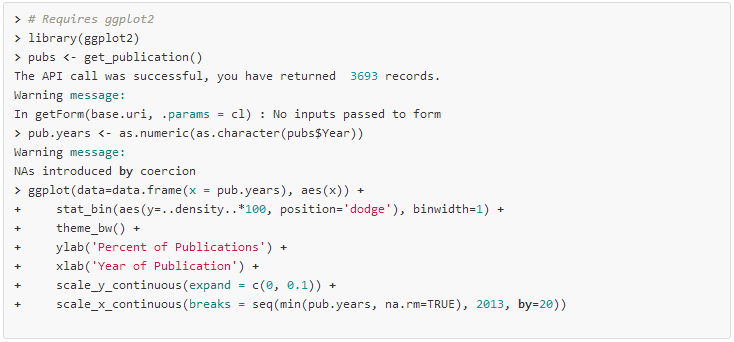 > # Requires ggplot2
> library(ggplot2)
> pubs <- get_publication()
The API call was successful, you have returned  3693 records.
Warning message:
In getForm(base.uri, .params = cl) : No inputs passed to form
> pub.years <- as.numeric(as.character(pubs$Year))
Warning message:
NAs introduced by coercion
> ggplot(data=data.frame(x = pub.years), aes(x)) +
+     stat_bin(aes(y=..density..*100, position='dodge'), binwidth=1) +
+     theme_bw() +
+     ylab('Percent of Publications') +
+     xlab('Year of Publication') +
+     scale_y_continuous(expand = c(0, 0.1)) +
+     scale_x_continuous(breaks = seq(min(pub.years, na.rm=TRUE), 2013, by=20))